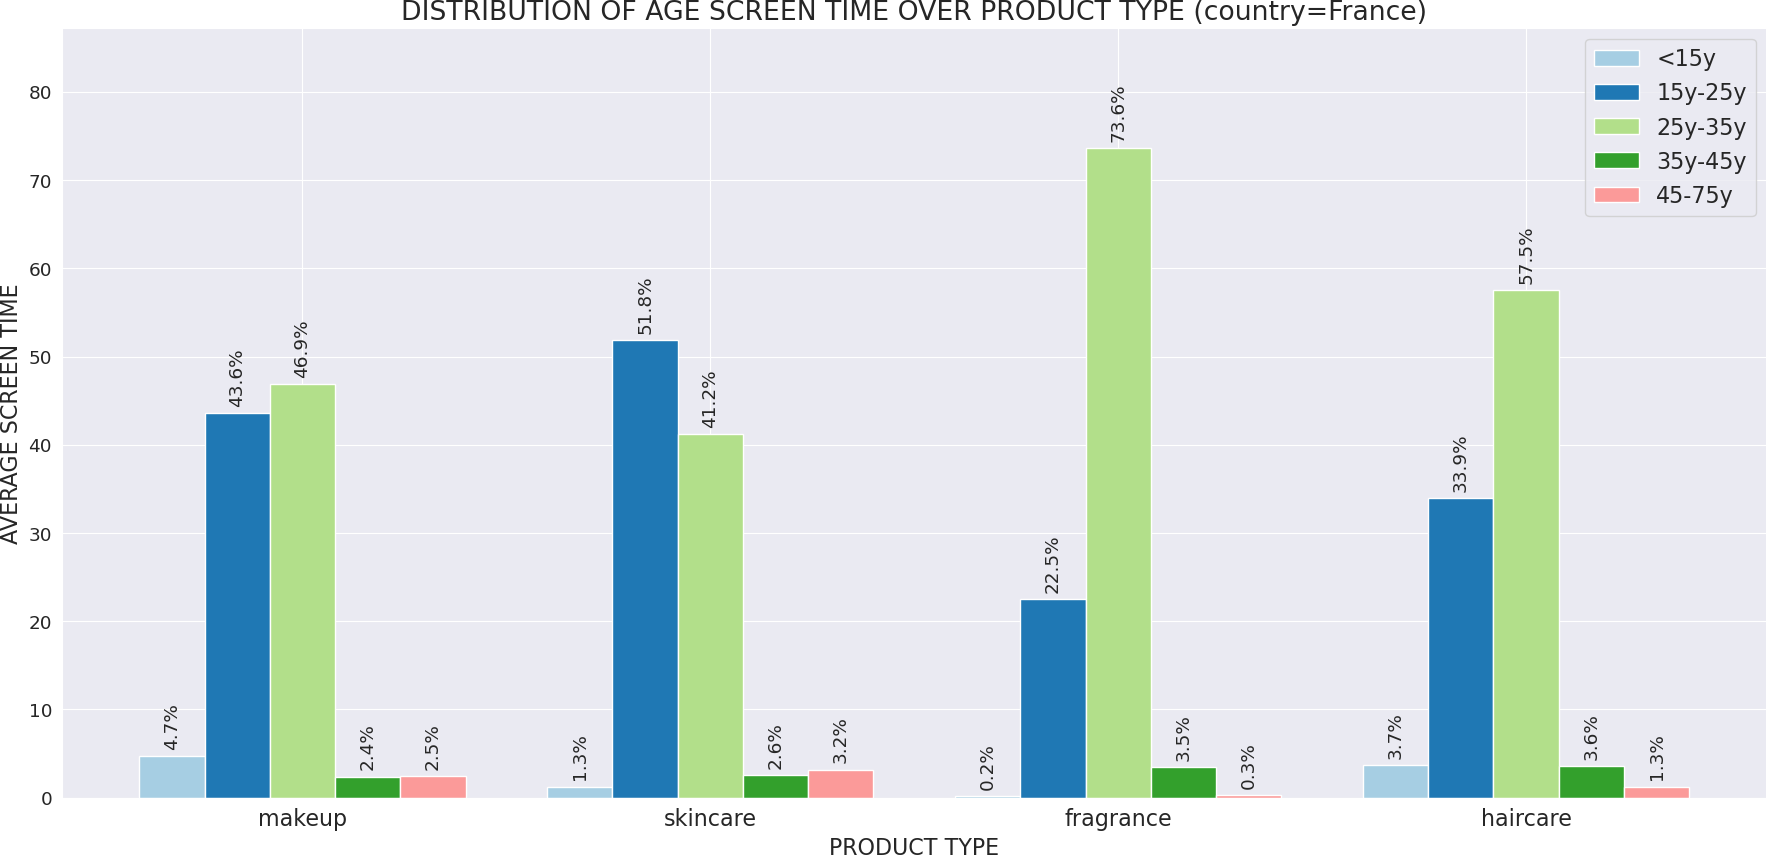 DISTRIBUTION OF AGE SCREEN TIME OVER PRODUCT TYPE (country=France)
<15y
15y-25y
25y-35y
35y-45y
45-75y
AVERAGE SCREEN TIME
80
70
60
50
40
30
20
10
0
4.7%
43.6%
46.9%
2.4%
2.5%
1.3%
51.8%
41.2%
2.6%
3.2%
0.2%
22.5%
73.6%
3.5%
0.3%
3.7%
33.9%
57.5%
3.6%
1.3%
makeup
skincare
fragrance
haircare
PRODUCT TYPE